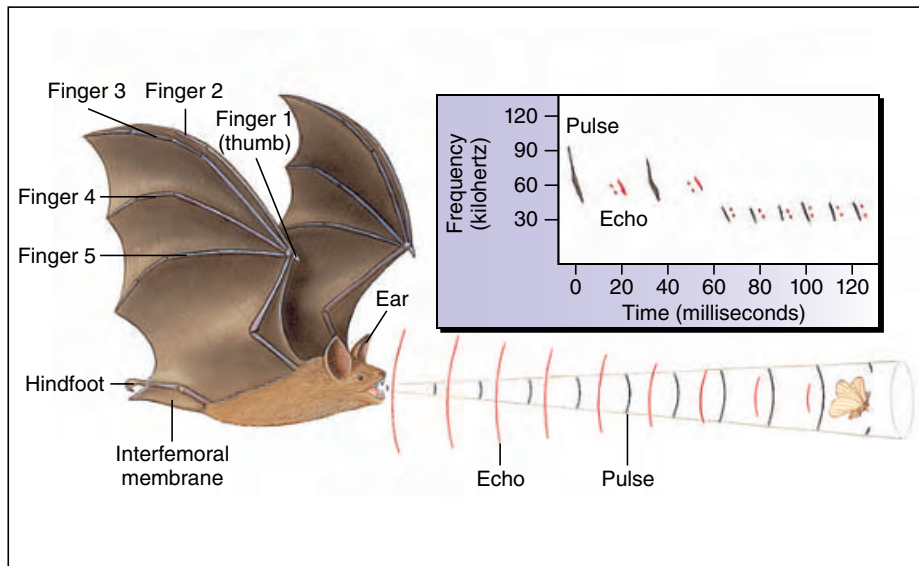 Finger 3
Finger 2
Finger 1
(thumb)
Finger 4
Finger 5
Ear
Hindfoot
Interfemoral
membrane
Echo
Pulse
Frequency
(kilohertz)
120
90
60
30
Pulse
Echo
0 20 40 60 80 100 120
Time (milliseconds)